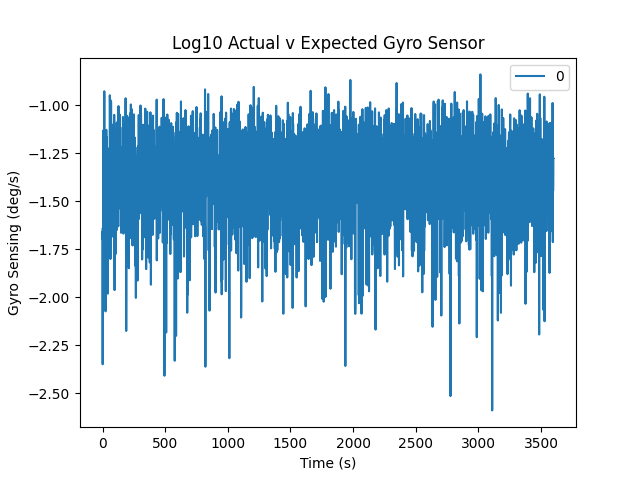 Log10 Actual v Expected Gyro Sensor
0
Gyro Sensing (deg/s)
−1.00
−1.25
−1.50
−1.75
−2.00
−2.25
−2.50
0 500 1000 1500 2000 2500 3000 3500
Time (s)